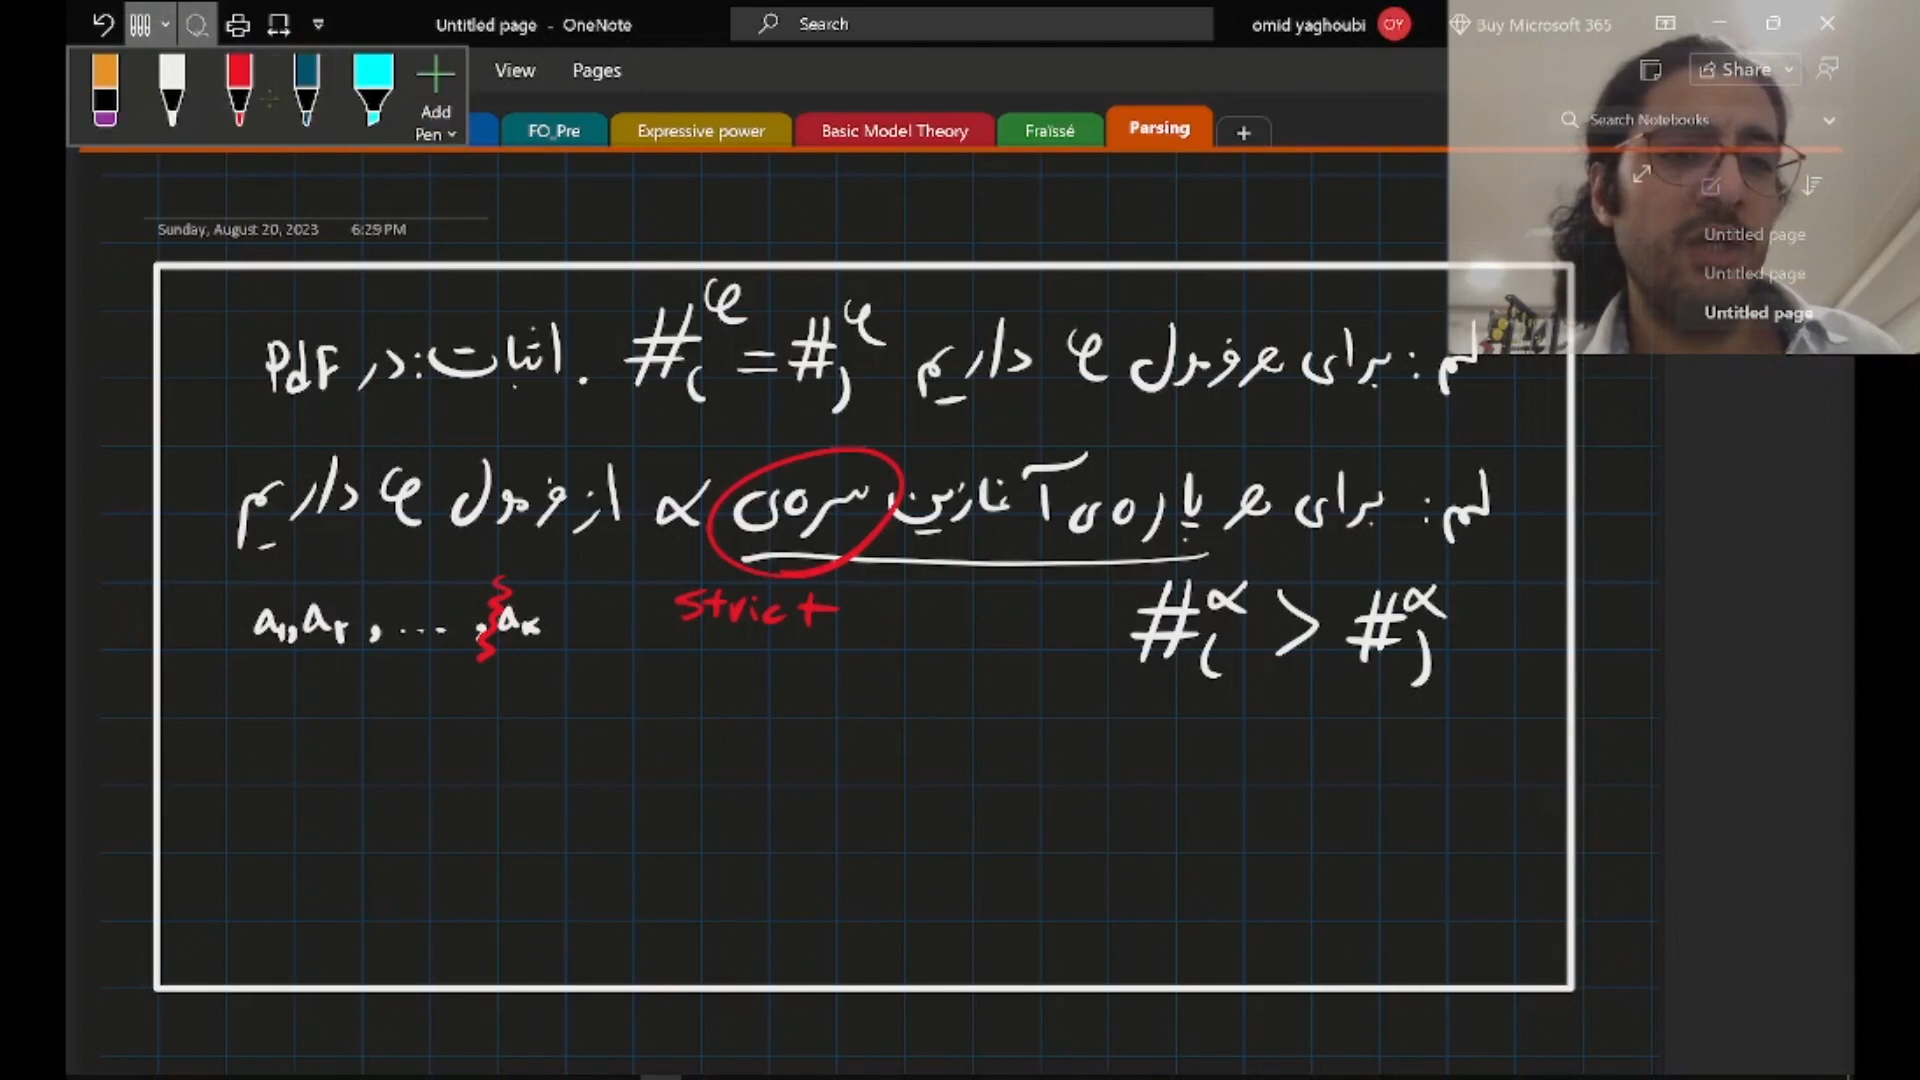 Untitled page - OneNote
Search
omid yaghoubi
OY
Buy Microsoft 365
View
Pages
Share
Add
Pen
FO_Pre
Expressive power
Basic Model Theory
Fraïssé
Parsing
+
Search Notebooks
Sunday, August 20, 2023 6:29 PM
Untitled page
Untitled page
Untitled page
لم: برای هر فرمول φ داریم #₍^φ = #₎^φ. اثبات: در Pdf
لم: برای هر پاره‌ی آغازین سره‌ی α از فرمول φ داریم
strict
#₍^α > #₎^α
a₁, a₂, ... , aₖ